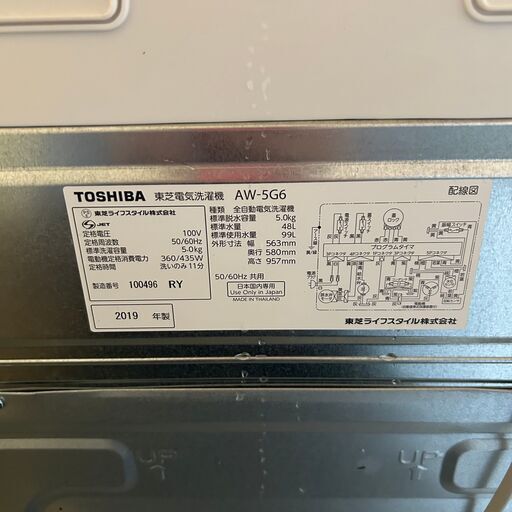 TOSHIBA 東芝電気洗濯機 AW-5G6
配線図
東芝ライフスタイル株式会社
JET
定格電圧 100V
定格周波数 50/60Hz
標準洗濯容量 5.0kg
電動機定格消費電力 360/435W
定格時間 洗いのみ 11分
製造番号 100496 RY
2019 年製
種類 全自動電気洗濯機
標準脱水容量 5.0kg
標準水量 48L
標準使用水量 99L
外形寸法 幅 563mm
奥行 580mm
高さ 957mm
50/60Hz 共用
日本国内専用
Use Only in Japan
MADE IN THAILAND
ロック
プログラムタイマ
東芝ライフスタイル株式会社
UP
UP